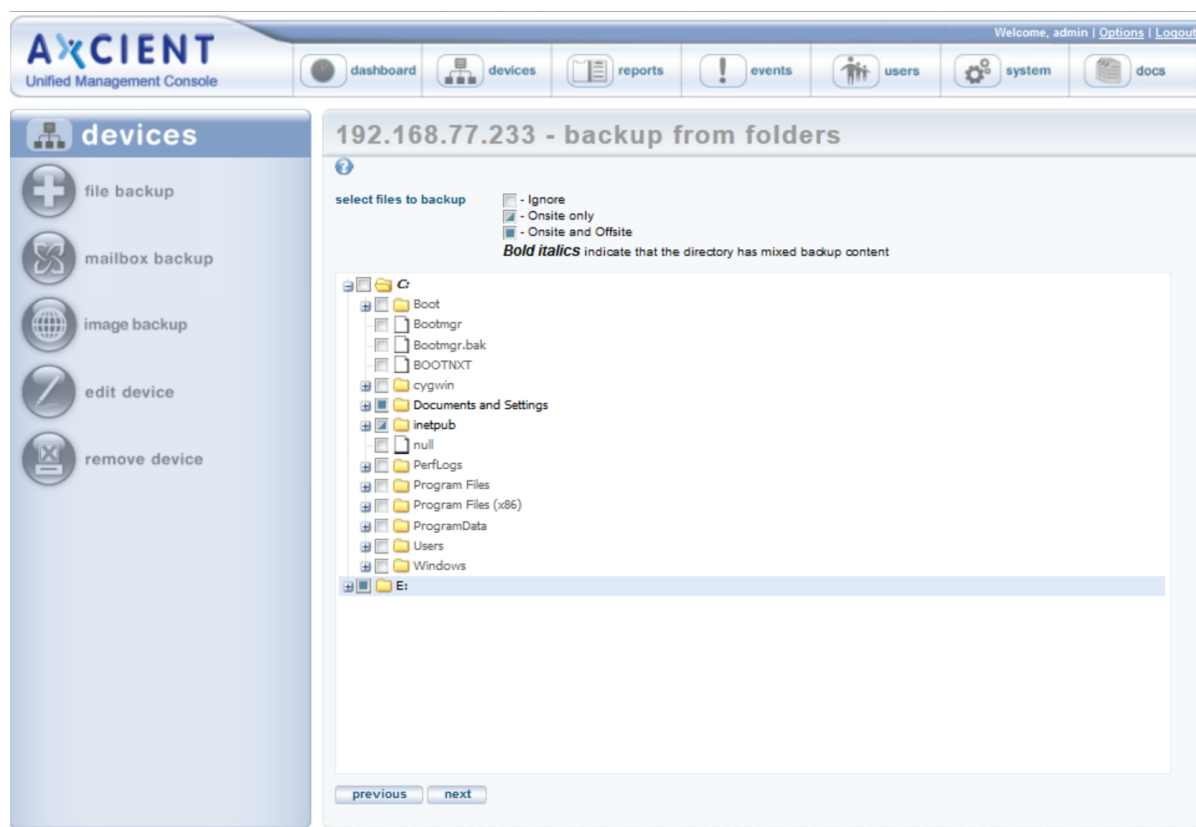 Welcome, admin | Options | Logout
AXCIENT
Unified Management Console
dashboard devices reports events users system docs
devices
file backup
mailbox backup
image backup
edit device
remove device
192.168.77.233 - backup from folders
?
select files to backup - Ignore
- Onsite only
- Onsite and Offsite
Bold italics indicate that the directory has mixed backup content
C:
Boot
Bootmgr
Bootmgr.bak
BOOTNXT
cygwin
Documents and Settings
inetpub
null
PerfLogs
Program Files
Program Files (x86)
ProgramData
Users
Windows
E:
previous next